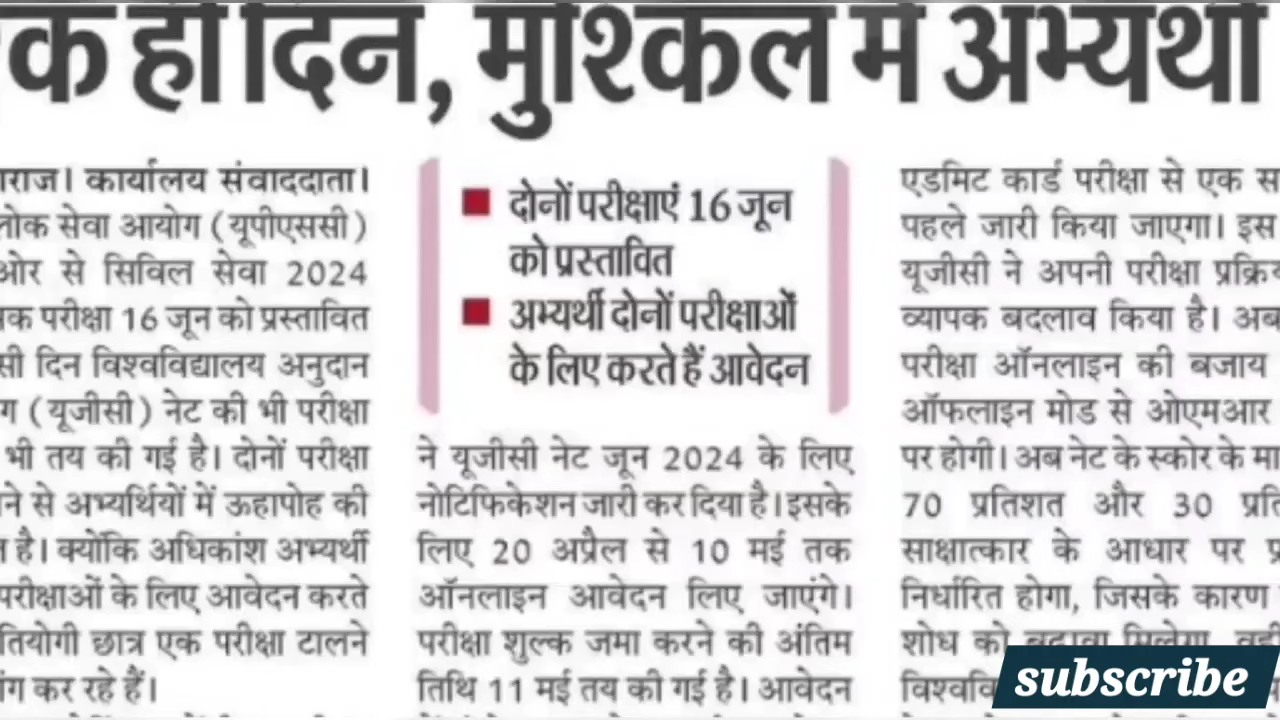 क ही दिन, मुश्किल में अभ्यर्थी
राज। कार्यालय संवाददाता।
लोक सेवा आयोग (यूपीएससी)
ओर से सिविल सेवा 2024
परीक्षा 16 जून को प्रस्तावित
सी दिन विश्वविद्यालय अनुदान
ग (यूजीसी) नेट की भी परीक्षा
भी तय की गई है। दोनों परीक्षा
ने से अभ्यर्थियों में ऊहापोह की
है। क्योंकि अधिकांश अभ्यर्थी
परीक्षाओं के लिए आवेदन करते
तियोगी छात्र एक परीक्षा टालने
ंग कर रहे हैं।
दोनों परीक्षाएं 16 जून
को प्रस्तावित
अभ्यर्थी दोनों परीक्षाओं
के लिए करते हैं आवेदन
ने यूजीसी नेट जून 2024 के लिए
नोटिफिकेशन जारी कर दिया है। इसके
लिए 20 अप्रैल से 10 मई तक
ऑनलाइन आवेदन लिए जाएंगे।
परीक्षा शुल्क जमा करने की अंतिम
तिथि 11 मई तय की गई है। आवेदन
एडमिट कार्ड परीक्षा से एक स
पहले जारी किया जाएगा। इस
यूजीसी ने अपनी परीक्षा प्रक्रि
व्यापक बदलाव किया है। अब
परीक्षा ऑनलाइन की बजाय
ऑफलाइन मोड से ओएमआर
पर होगी। अब नेट के स्कोर के मा
70 प्रतिशत और 30 प्रति
साक्षात्कार के आधार पर प्र
निर्धारित होगा, जिसके कारण
शोध को बढ़ावा मिलेगा, वहीं
विश्ववि
subscribe